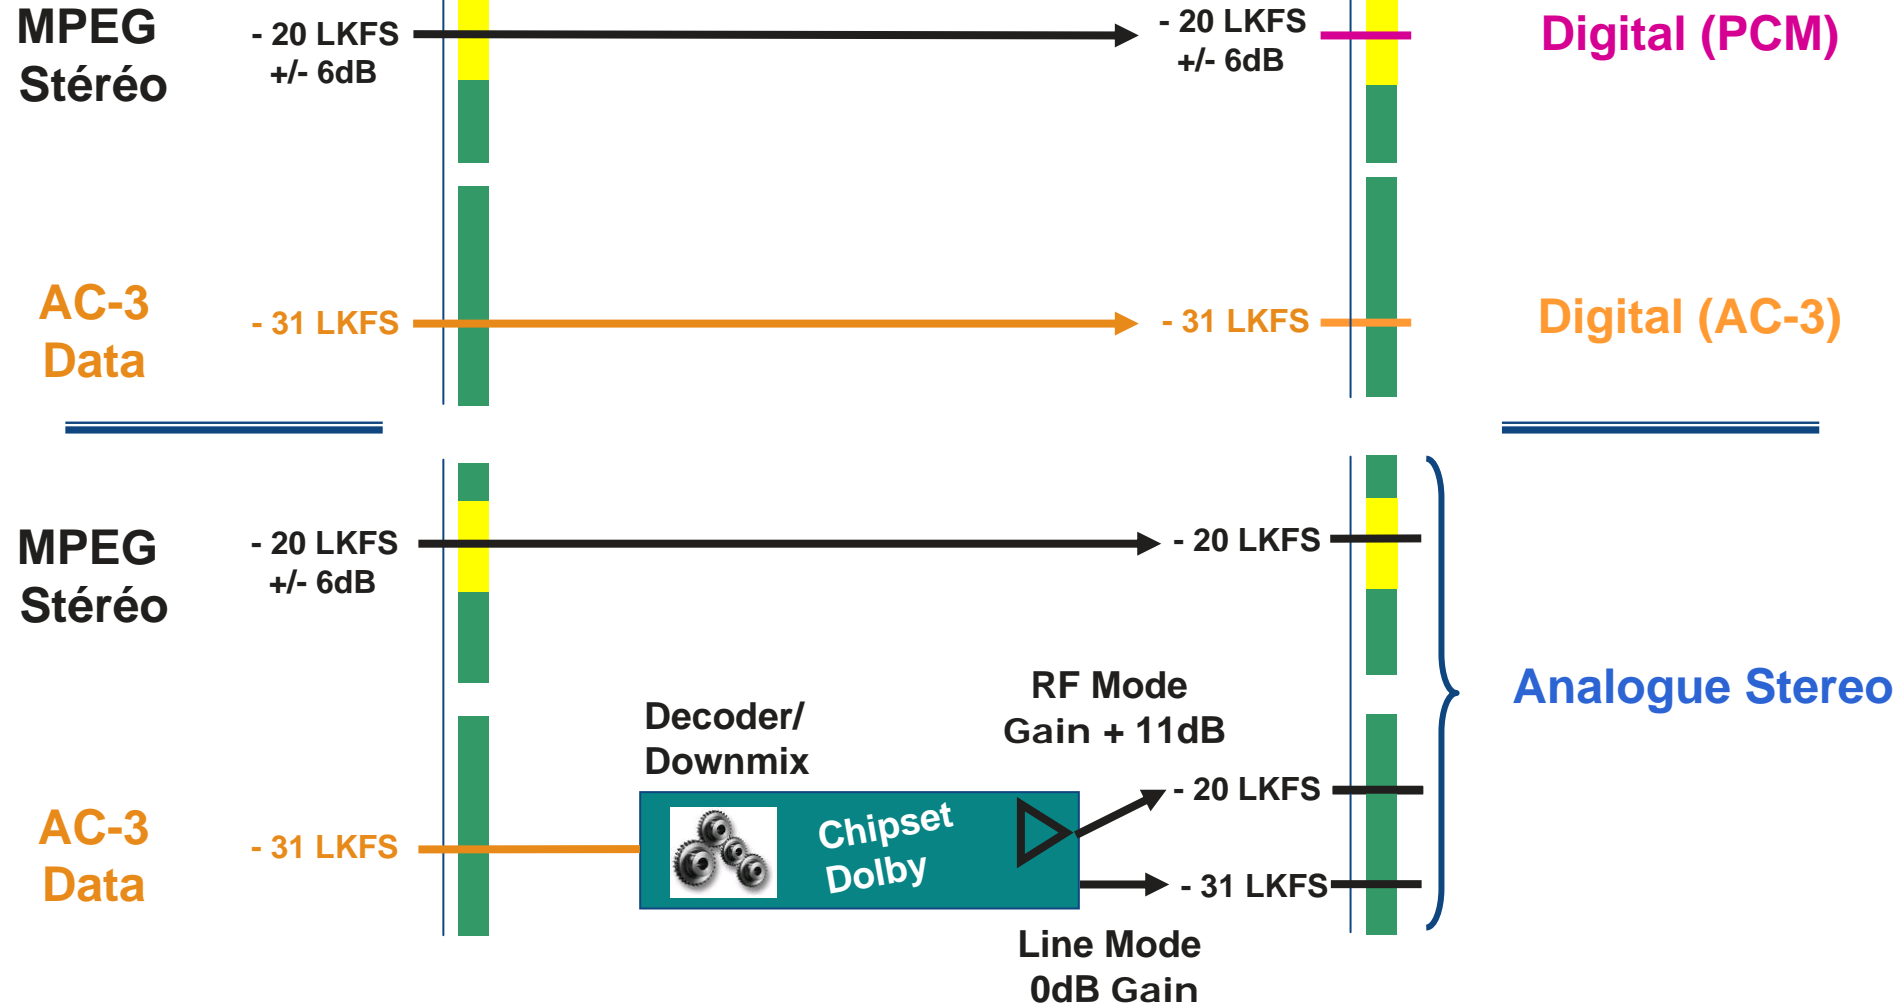 MPEG
Stéréo
- 20 LKFS
+/- 6dB
- 20 LKFS
+/- 6dB
Digital (PCM)
AC-3
Data
- 31 LKFS
- 31 LKFS
Digital (AC-3)
MPEG
Stéréo
- 20 LKFS
+/- 6dB
- 20 LKFS
Analogue Stereo
RF Mode
Gain + 11dB
Decoder/
Downmix
AC-3
Data
- 31 LKFS
Chipset
Dolby
- 20 LKFS
- 31 LKFS
Line Mode
0dB Gain